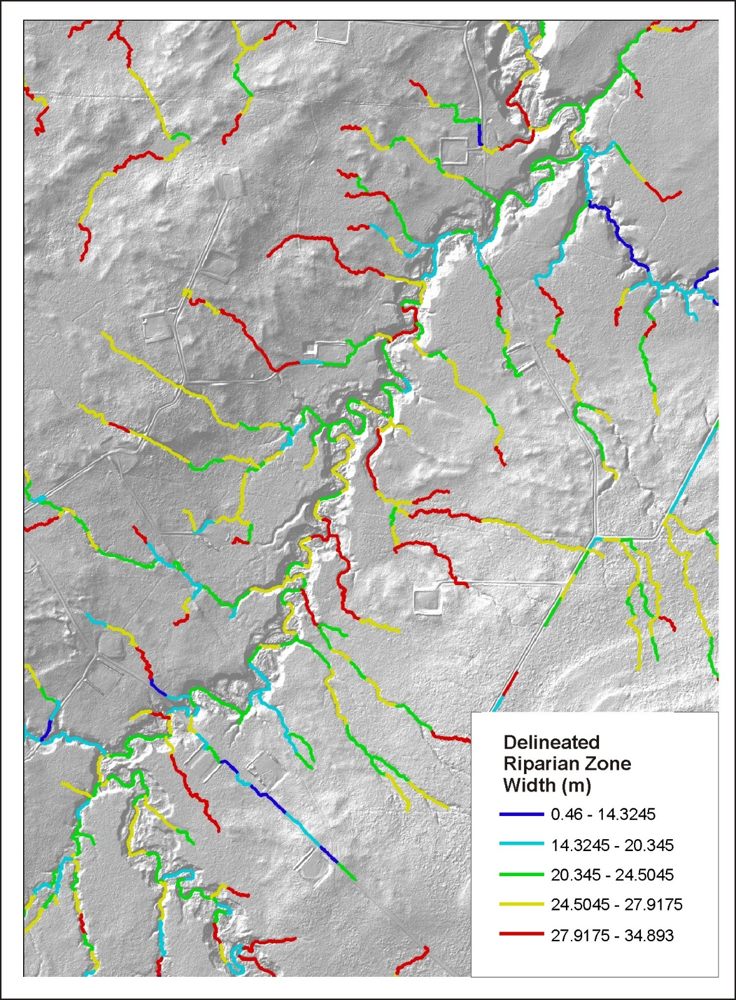 Delineated
Riparian Zone
Width (m)
0.46 - 14.3245
14.3245 - 20.345
20.345 - 24.5045
24.5045 - 27.9175
27.9175 - 34.893